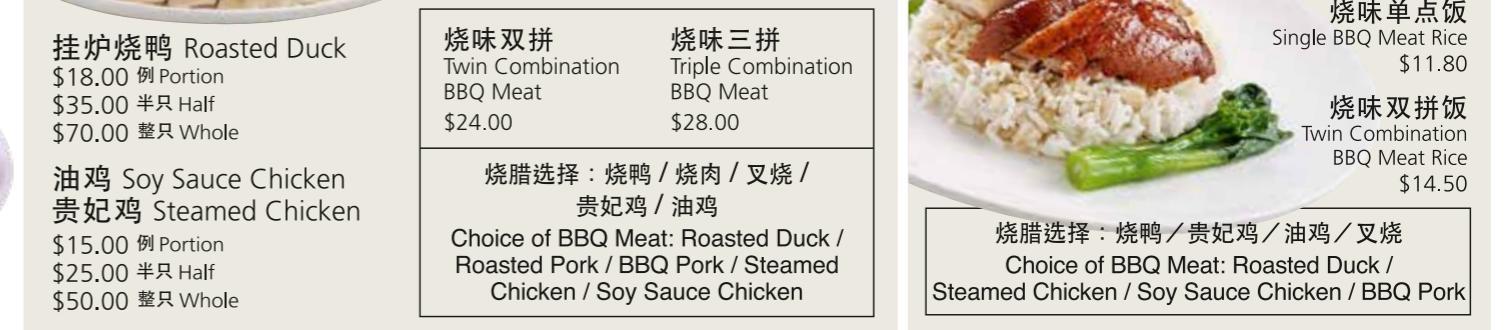 挂炉烧鸭 Roasted Duck
$18.00 例 Portion
$35.00 半只 Half
$70.00 整只 Whole
油鸡 Soy Sauce Chicken
贵妃鸡 Steamed Chicken
$15.00 例 Portion
$25.00 半只 Half
$50.00 整只 Whole
烧味双拼
Twin Combination
BBQ Meat
$24.00
烧味三拼
Triple Combination
BBQ Meat
$28.00
烧腊选择：烧鸭 / 烧肉 / 叉烧 /
贵妃鸡 / 油鸡
Choice of BBQ Meat: Roasted Duck /
Roasted Pork / BBQ Pork / Steamed
Chicken / Soy Sauce Chicken
烧味单点饭
Single BBQ Meat Rice
$11.80
烧味双拼饭
Twin Combination
BBQ Meat Rice
$14.50
烧腊选择：烧鸭／贵妃鸡／油鸡／叉烧
Choice of BBQ Meat: Roasted Duck /
Steamed Chicken / Soy Sauce Chicken / BBQ Pork